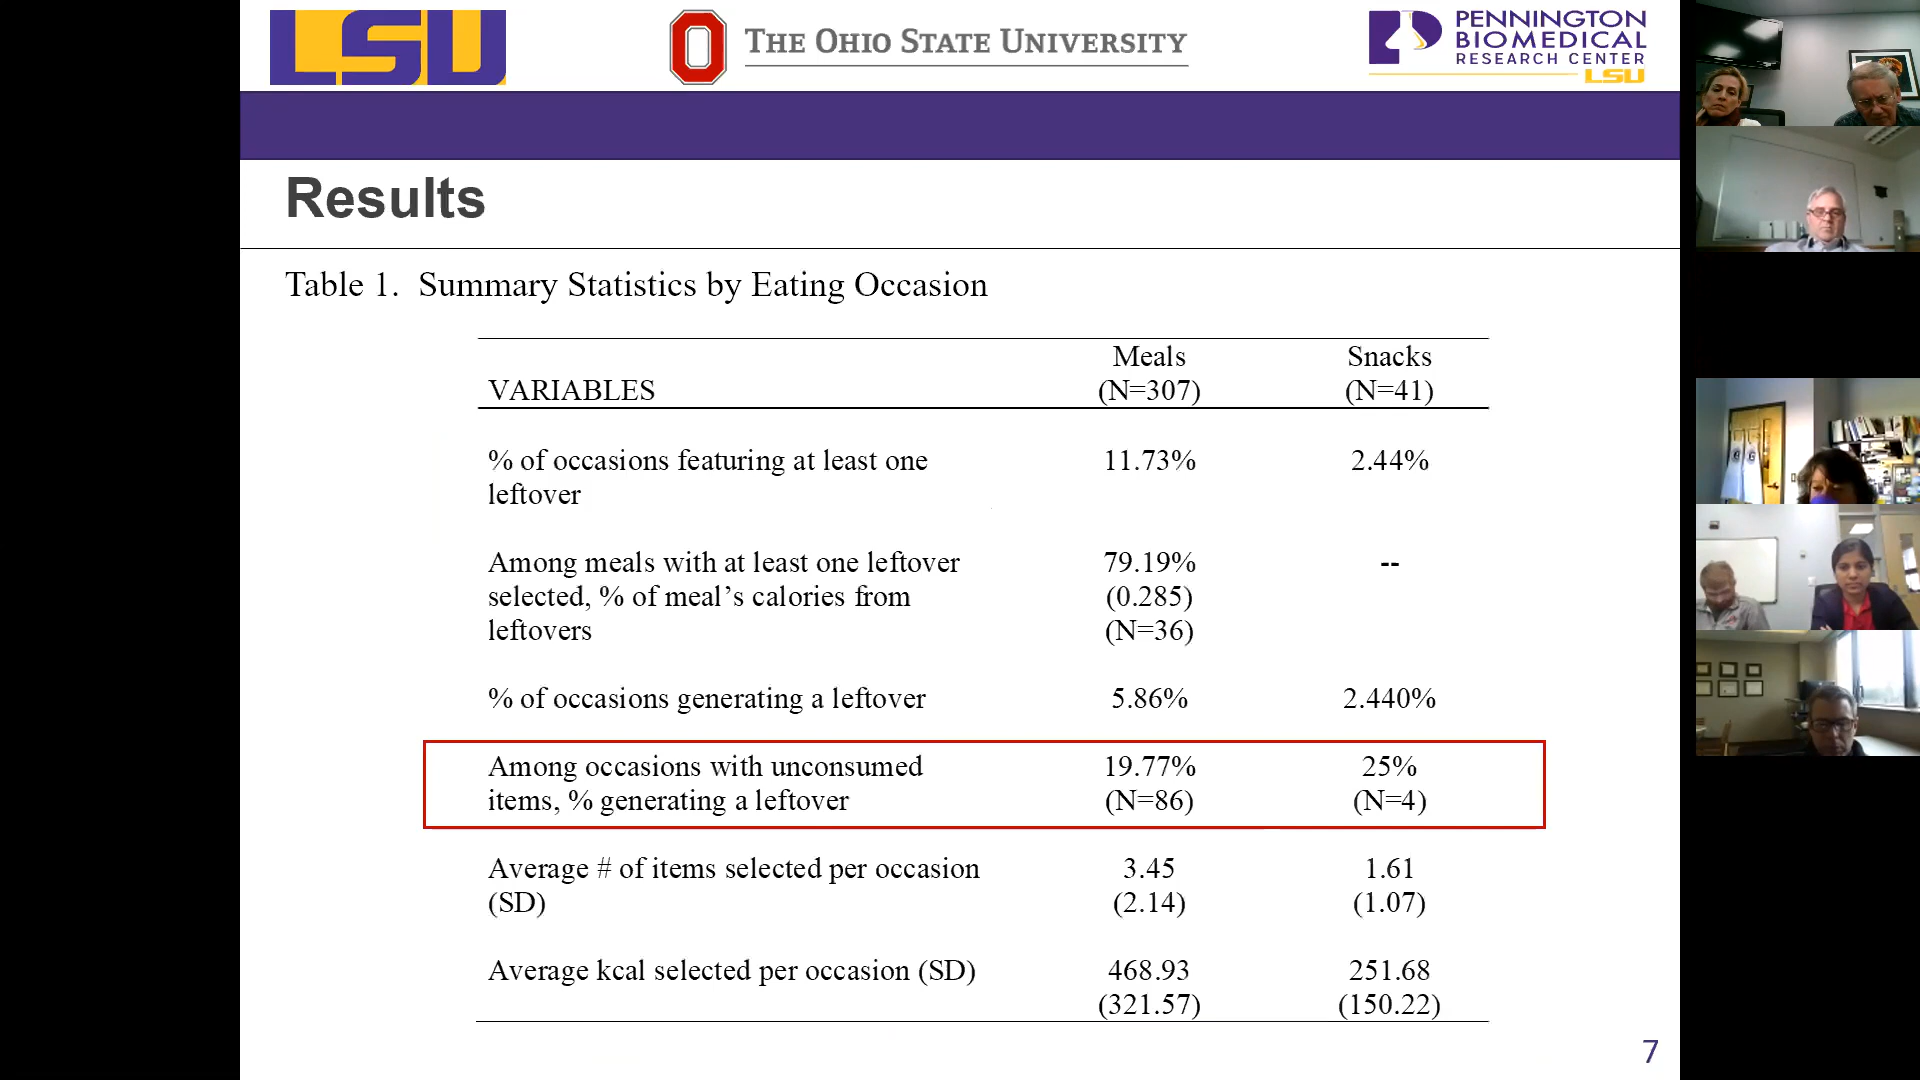 LSU
THE OHIO STATE UNIVERSITY
PENNINGTON
BIOMEDICAL
RESEARCH CENTER
LSU
Results
Table 1.  Summary Statistics by Eating Occasion
Meals Snacks
VARIABLES (N=307) (N=41)
% of occasions featuring at least one 11.73% 2.44%
leftover
Among meals with at least one leftover 79.19% --
selected, % of meal’s calories from (0.285)
leftovers (N=36)
% of occasions generating a leftover 5.86% 2.440%
Among occasions with unconsumed 19.77% 25%
items, % generating a leftover (N=86) (N=4)
Average # of items selected per occasion 3.45 1.61
(SD) (2.14) (1.07)
Average kcal selected per occasion (SD) 468.93 251.68
(321.57) (150.22)
7